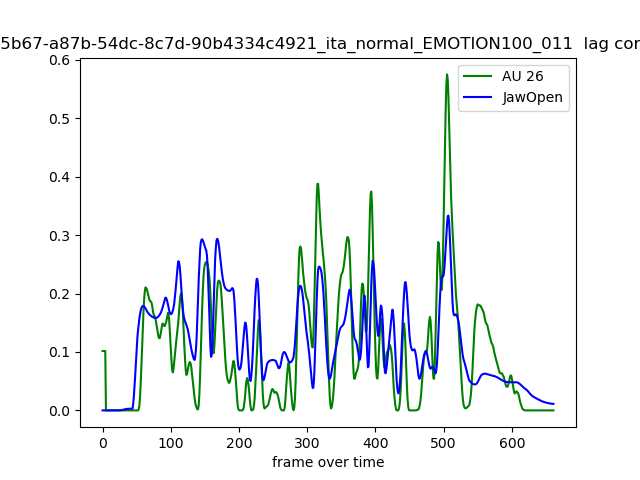 5b67-a87b-54dc-8c7d-90b4334c4921_ita_normal_EMOTION100_011  lag cor
AU 26
JawOpen
0.6
0.5
0.4
0.3
0.2
0.1
0.0
0 100 200 300 400 500 600
frame over time